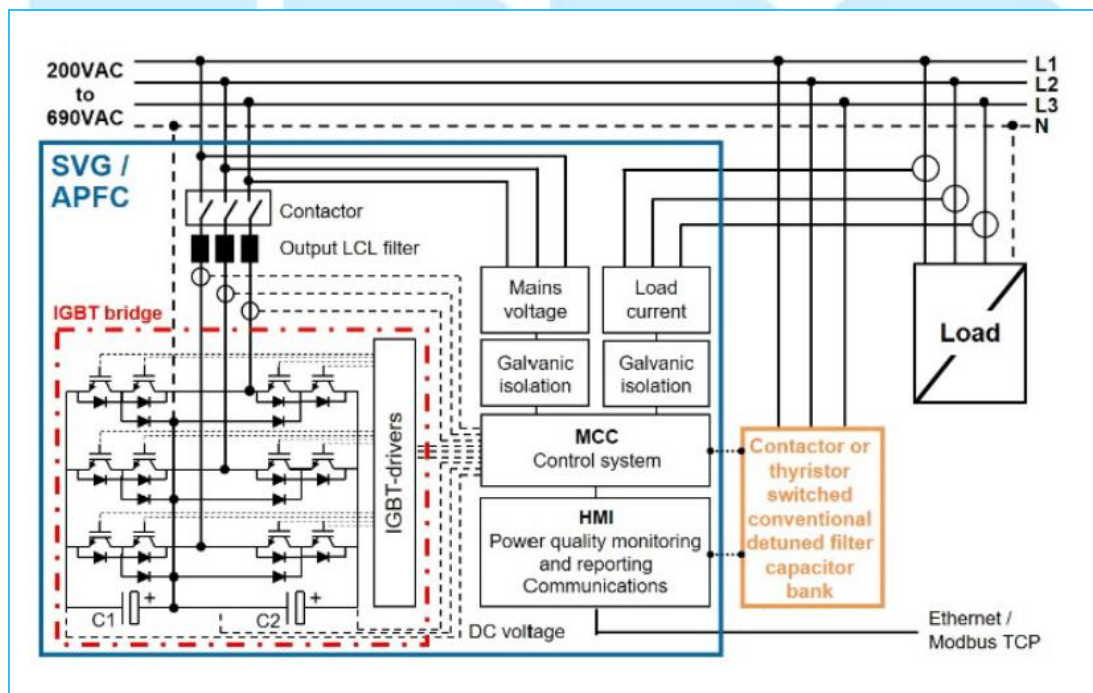 200VAC
to
690VAC
L1
L2
L3
N
SVG /
APFC
Contactor
Output LCL filter
IGBT bridge
Mains
voltage
Load
current
Galvanic
isolation
Galvanic
isolation
Load
IGBT-drivers
MCC
Control system
HMI
Power quality monitoring
and reporting
Communications
Contactor or
thyristor
switched
conventional
detuned filter
capacitor
bank
C1
+
C2
+
DC voltage
Ethernet /
Modbus TCP